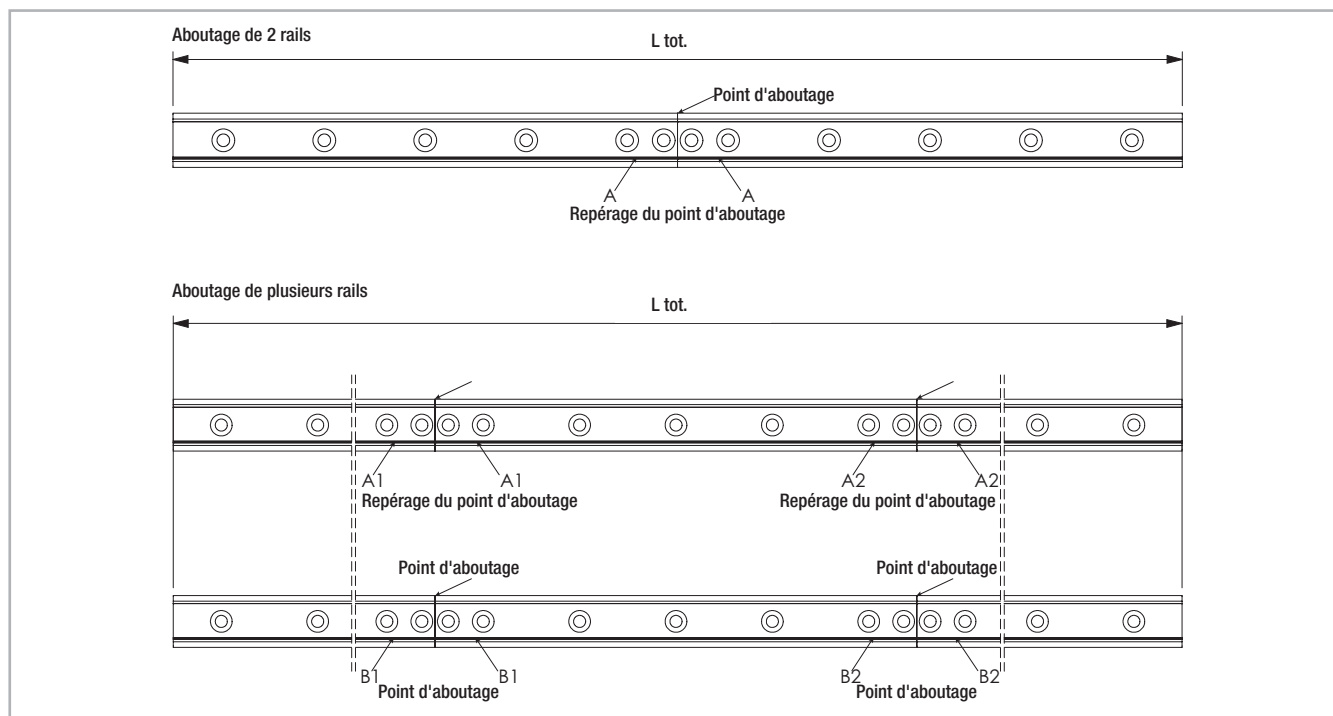 Aboutage de 2 rails
L tot.
Point d'aboutage
A A
Repérage du point d'aboutage
Aboutage de plusieurs rails
L tot.
A1 A1 A2 A2
Repérage du point d'aboutage Repérage du point d'aboutage
Point d'aboutage Point d'aboutage
B1 B1 B2 B2
Point d'aboutage Point d'aboutage